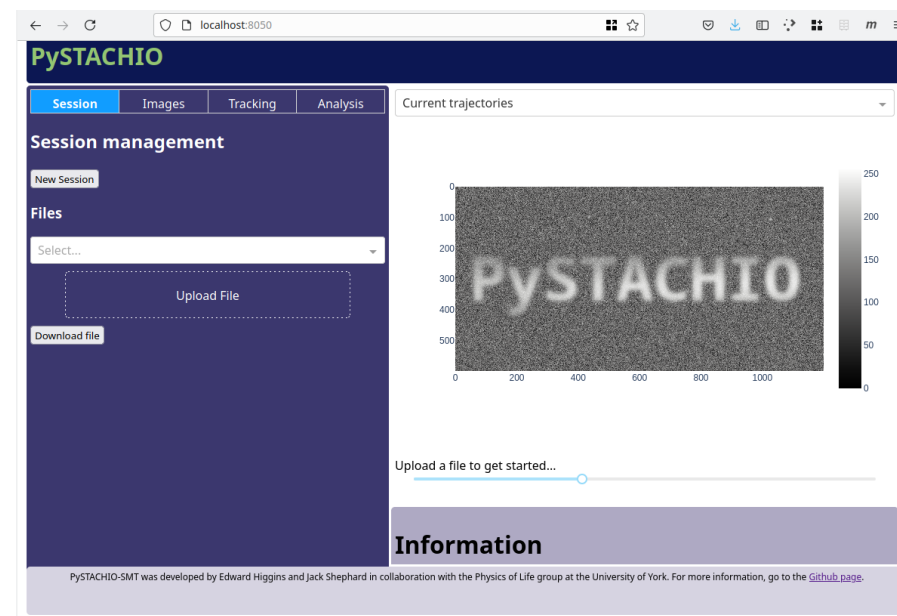 localhost:8050
m
PySTACHIO
Session
Images
Tracking
Analysis
Session management
New Session
Files
Select...
Upload File
Download file
Current trajectories
PySTACHIO
0
100
200
300
400
500
0
200
400
600
800
1000
250
200
150
100
50
0
Upload a file to get started...
Information
PySTACHIO-SMT was developed by Edward Higgins and Jack Shephard in collaboration with the Physics of Life group at the University of York. For more information, go to the Github page.